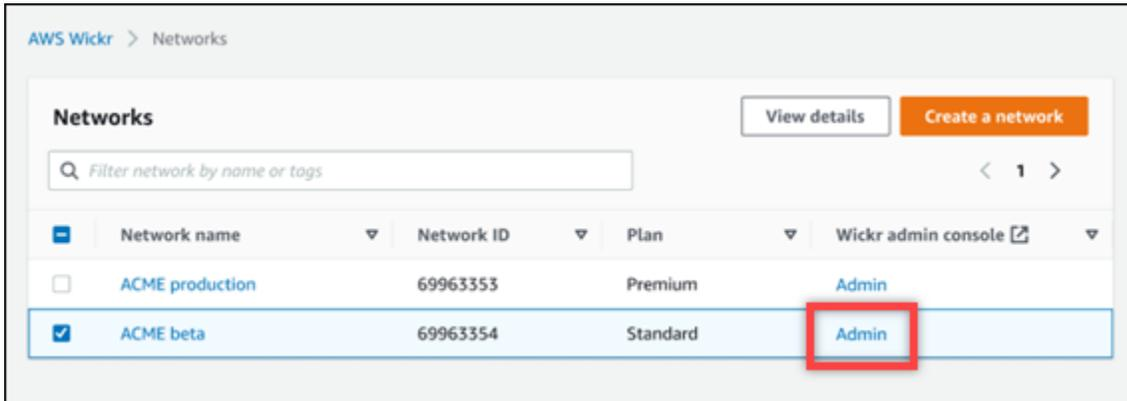 AWS Wickr > Networks
Networks View details Create a network
Filter network by name or tags < 1 >
Network name Network ID Plan Wickr admin console
ACME production 69963353 Premium Admin
ACME beta 69963354 Standard Admin